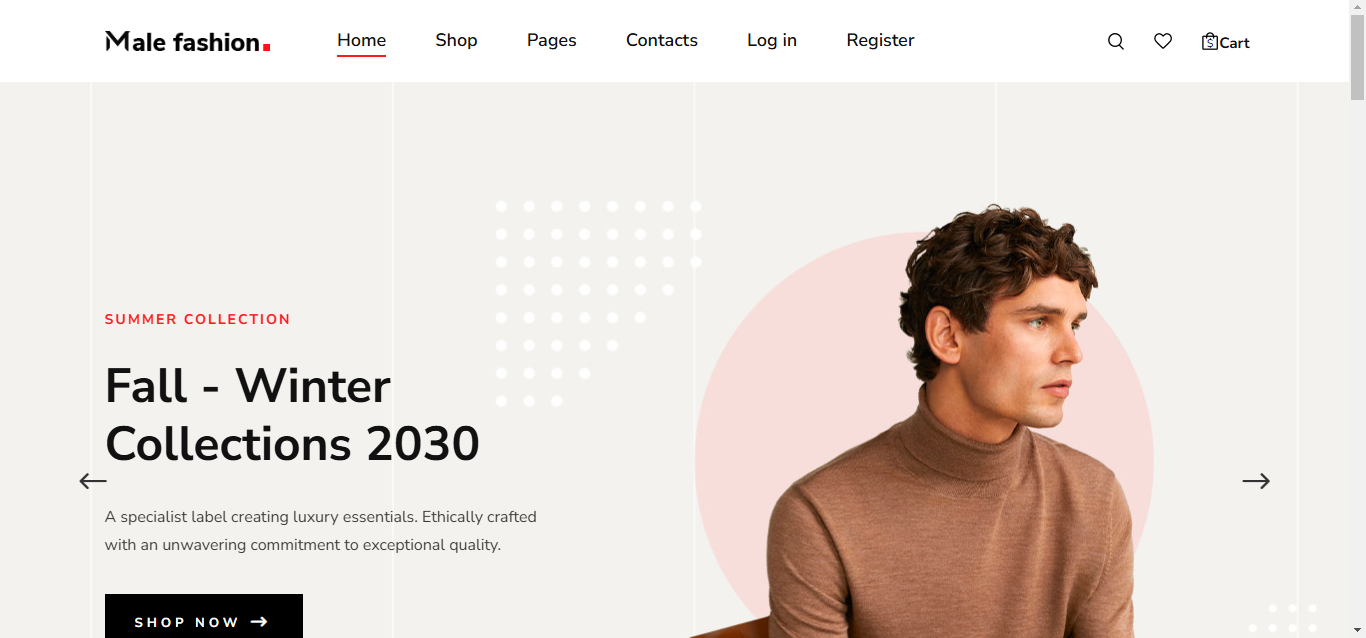 Male fashion.
Home Shop Pages Contacts Log in Register
Cart
SUMMER COLLECTION
Fall - Winter
Collections 2030
A specialist label creating luxury essentials. Ethically crafted
with an unwavering commitment to exceptional quality.
SHOP NOW